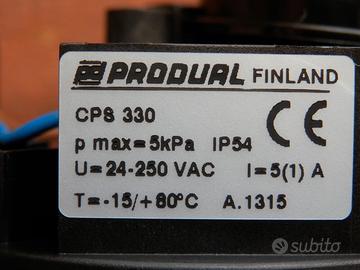 PRODUAL FINLAND
CPS 330
p max=5kPa IP54
CE
U=24-250 VAC I=5(1) A
T=-15/+80°C A.1315
subito